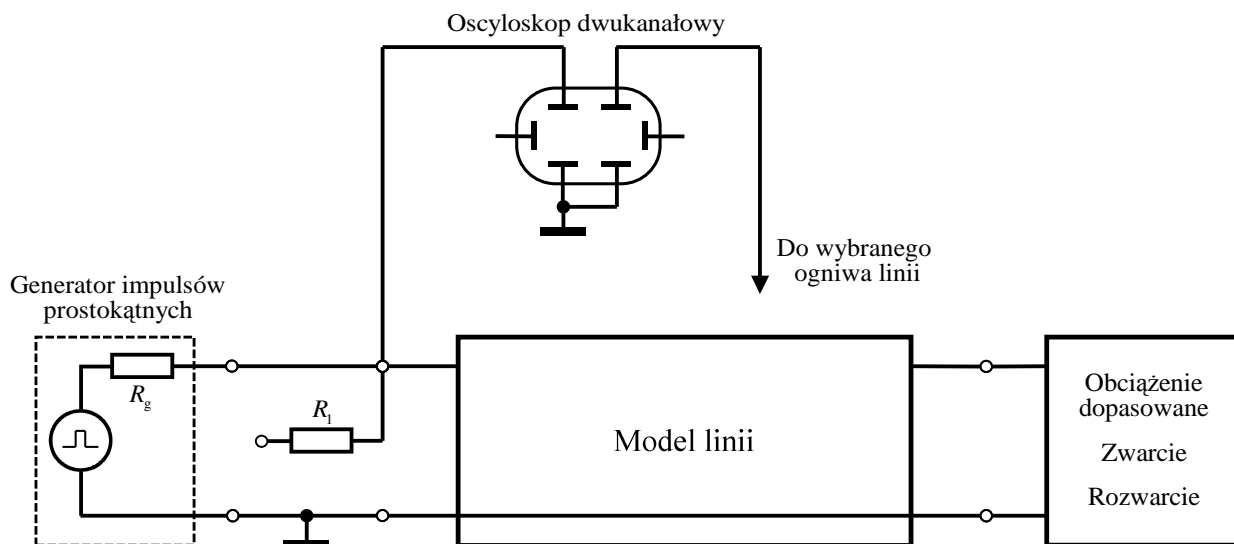 Oscyloskop dwukanałowy
Do wybranego
ogniwa linii
Generator impulsów
prostokątnych
R_g
R_1
Model linii
Obciążenie
dopasowane
Zwarcie
Rozwarcie